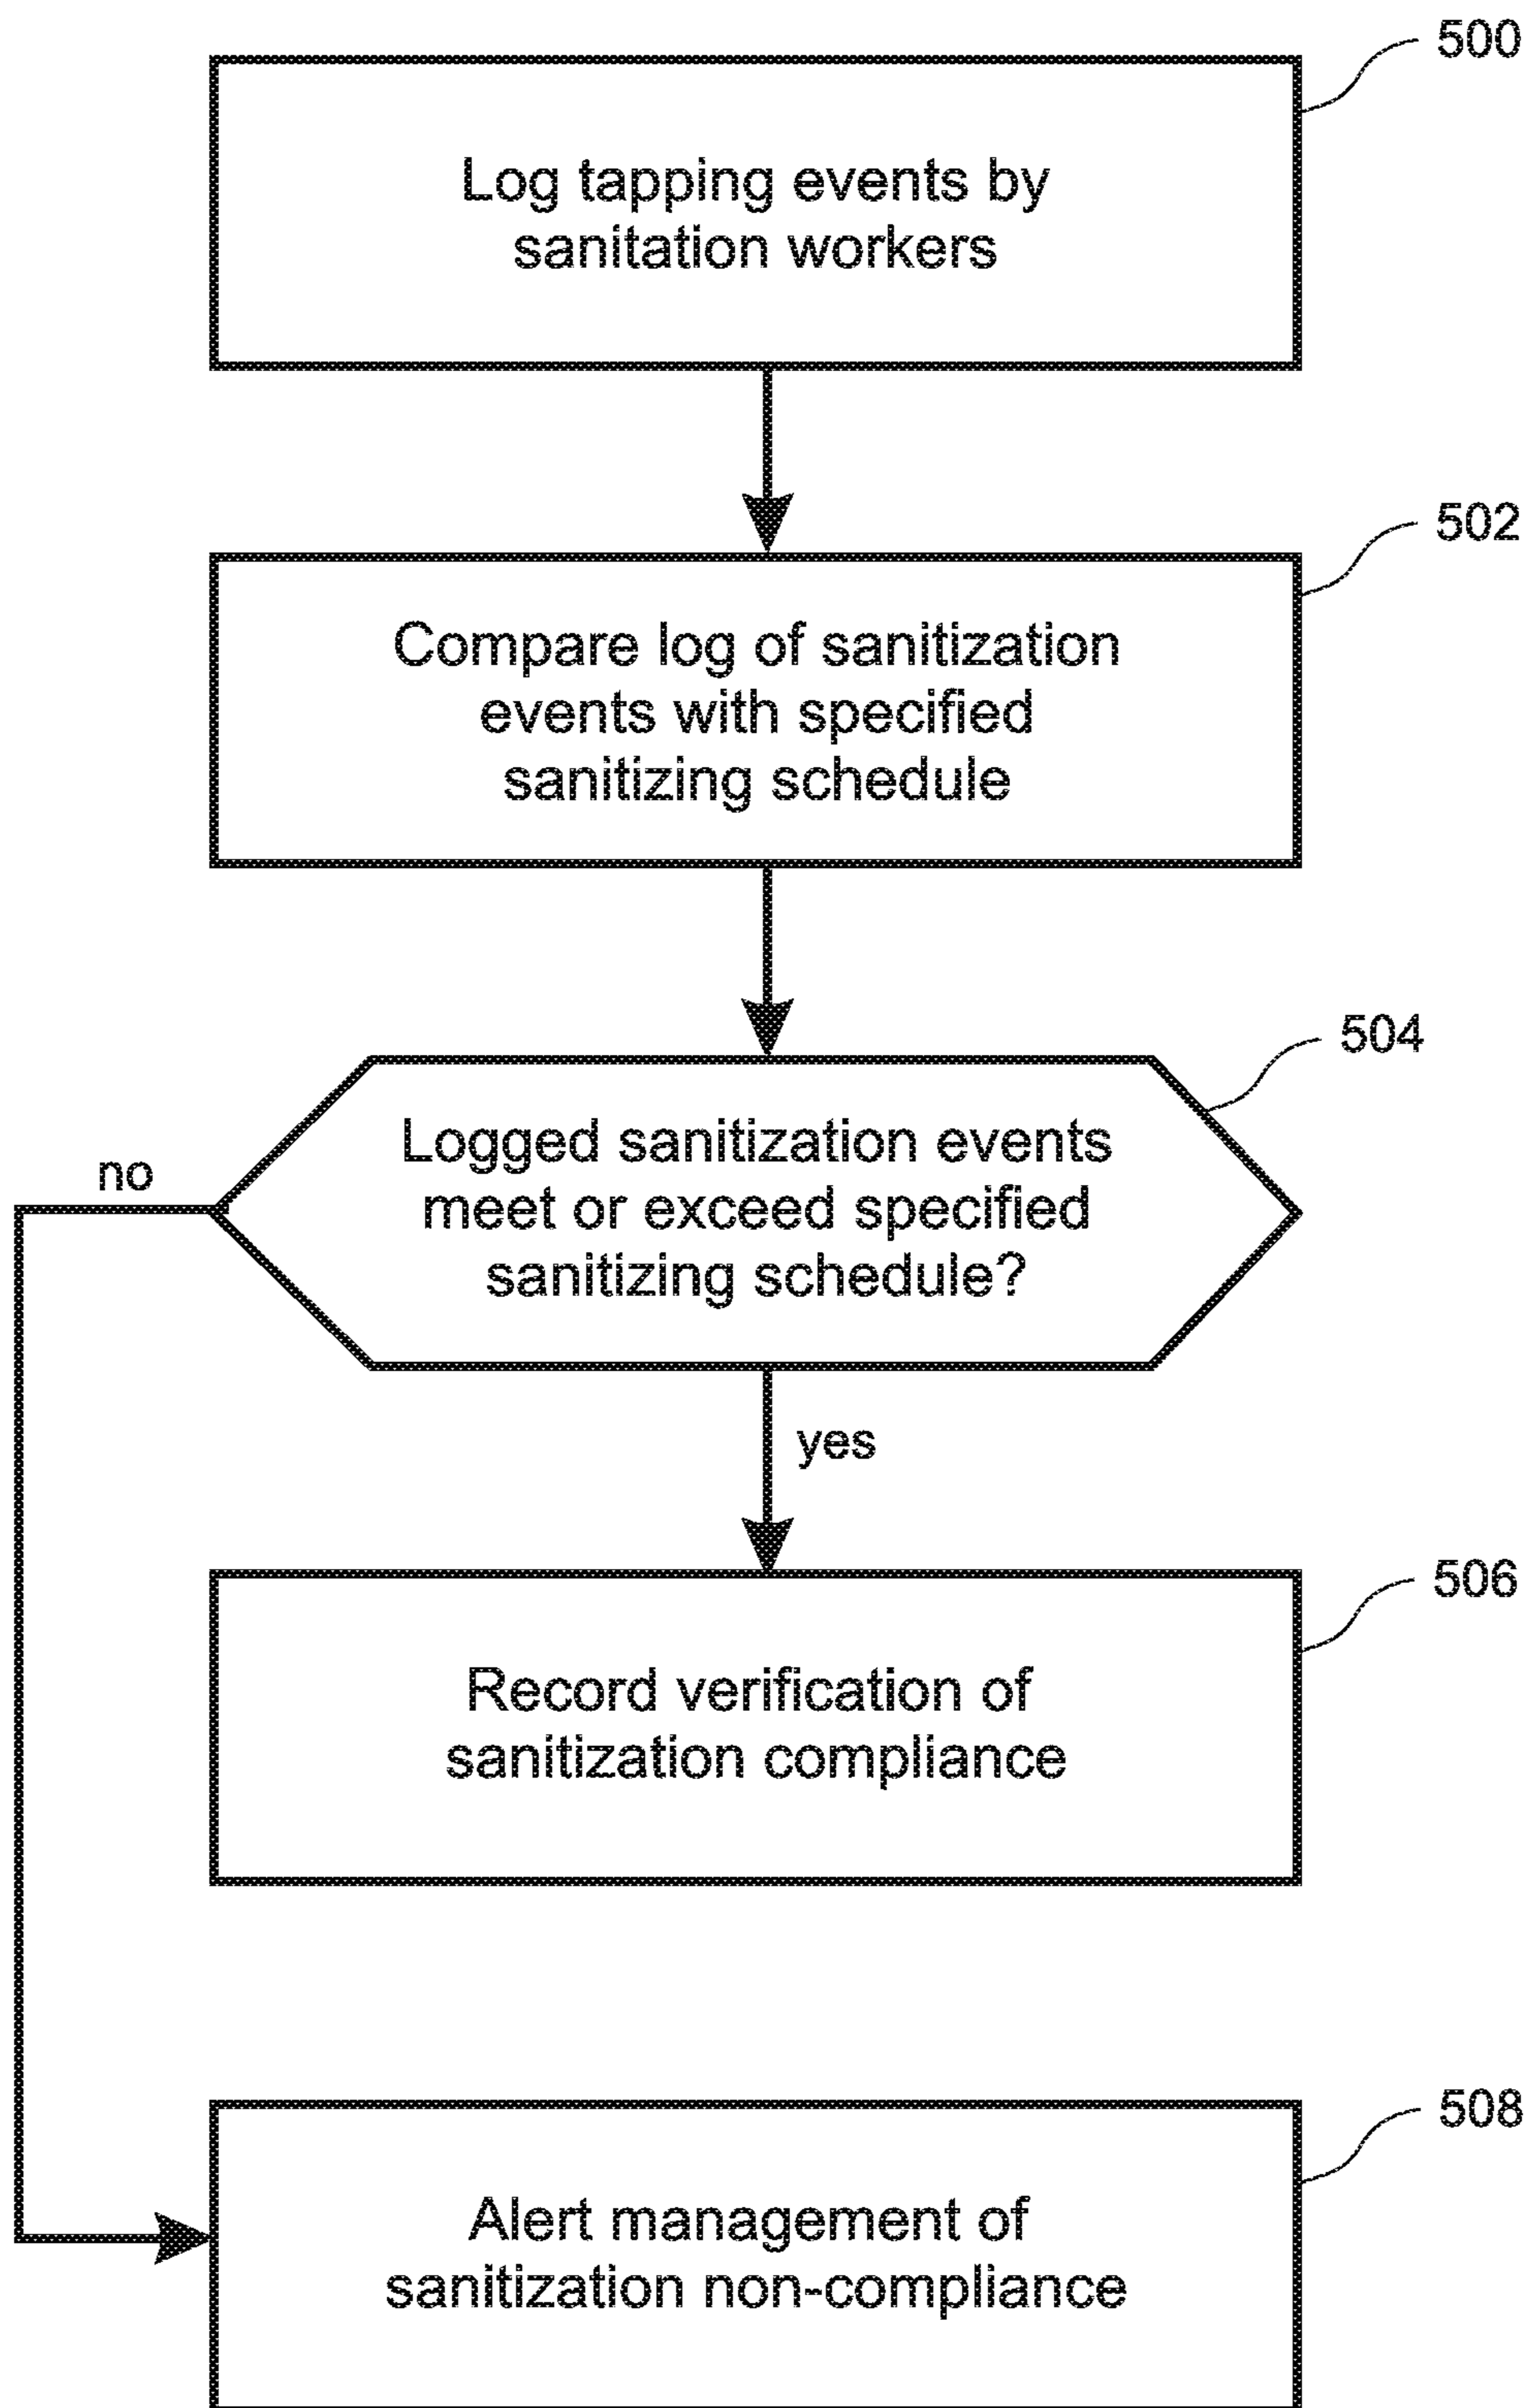 500
Log tapping events by
sanitation workers
502
Compare log of sanitization
events with specified
sanitizing schedule
504
Logged sanitization events
meet or exceed specified
sanitizing schedule?
no
yes
506
Record verification of
sanitization compliance
508
Alert management of
sanitization non-compliance